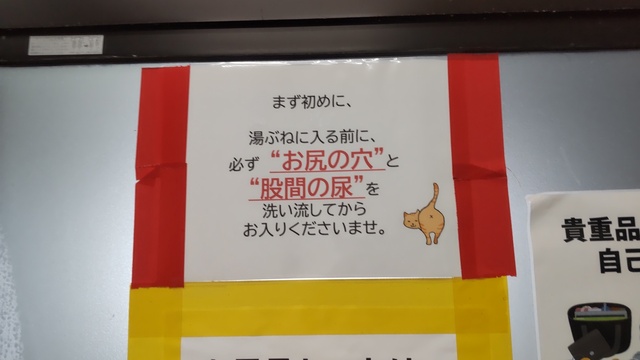 まず初めに、
湯ぶねに入る前に、
必ず “お尻の穴”と
“股間の尿”を
洗い流してから
お入りくださいませ。
貴重品
自己